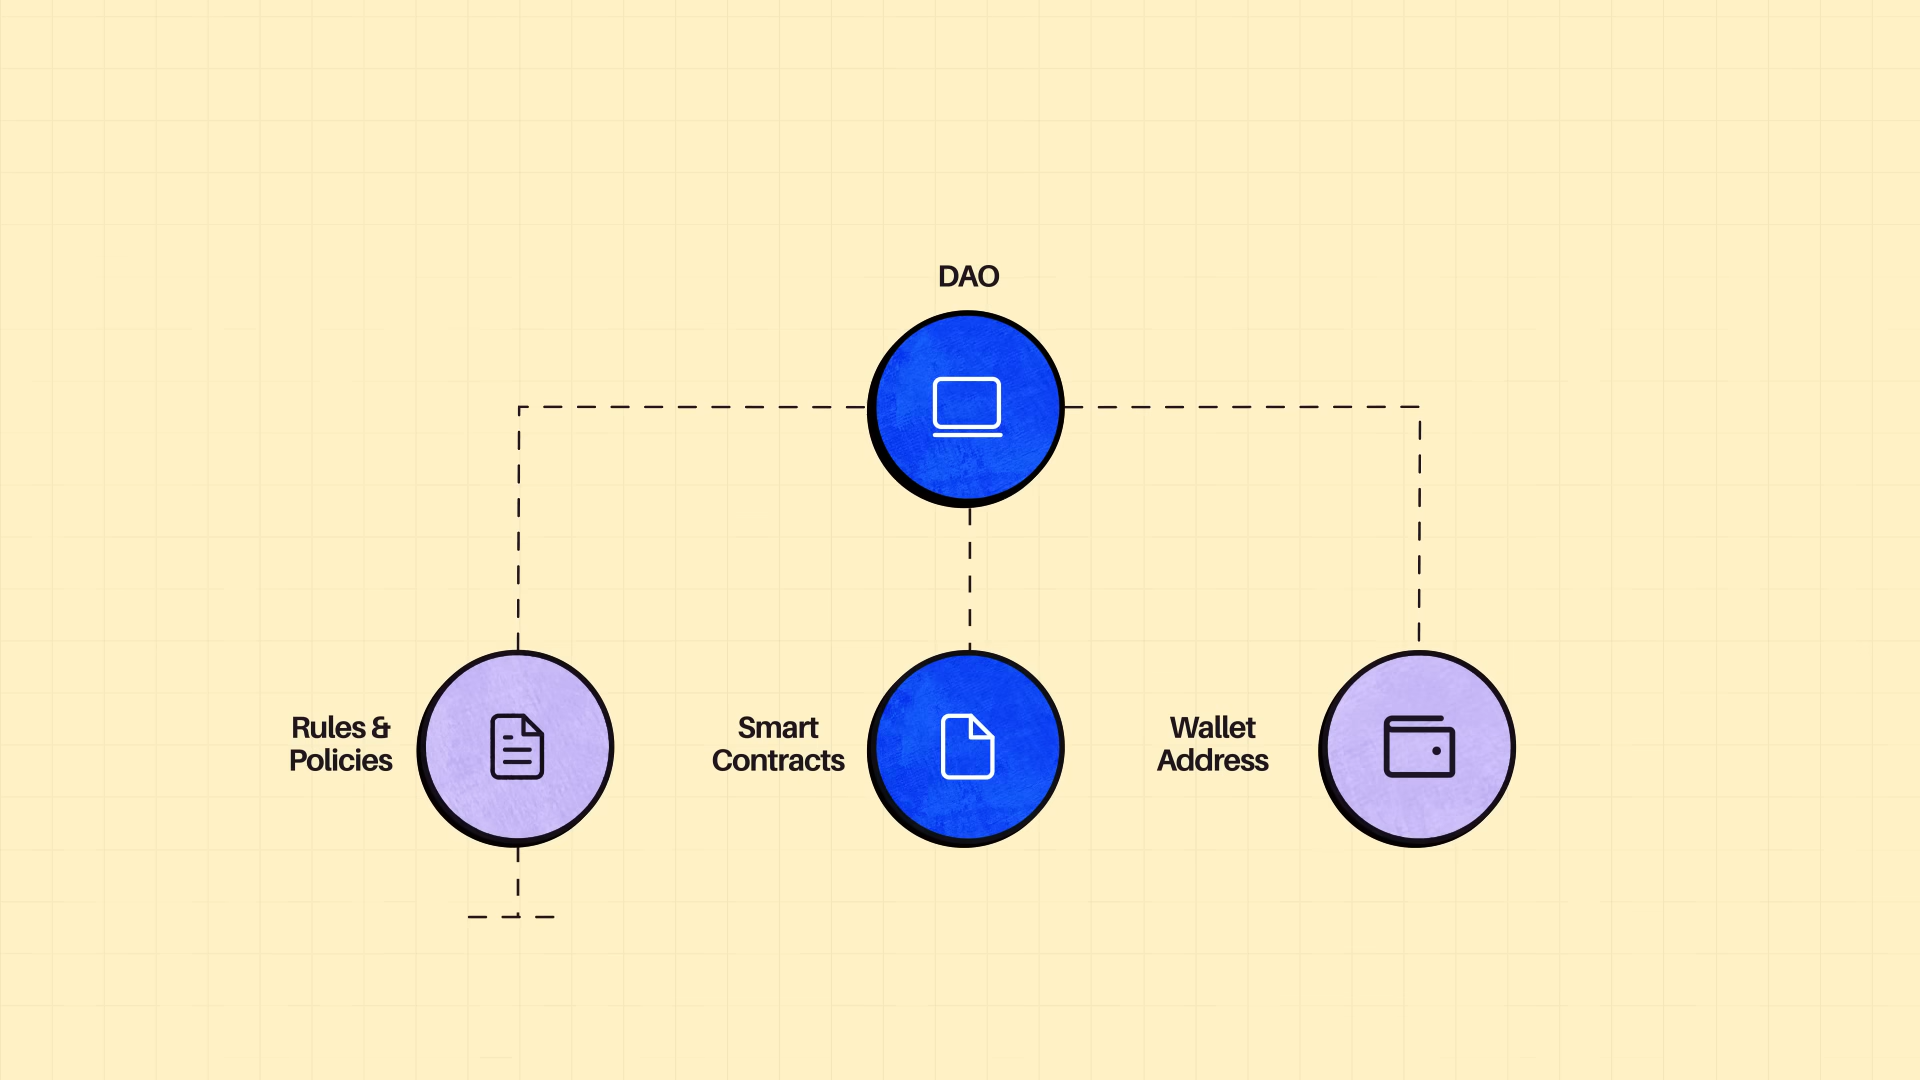 DAO
Rules &
Policies
Smart
Contracts
Wallet
Address